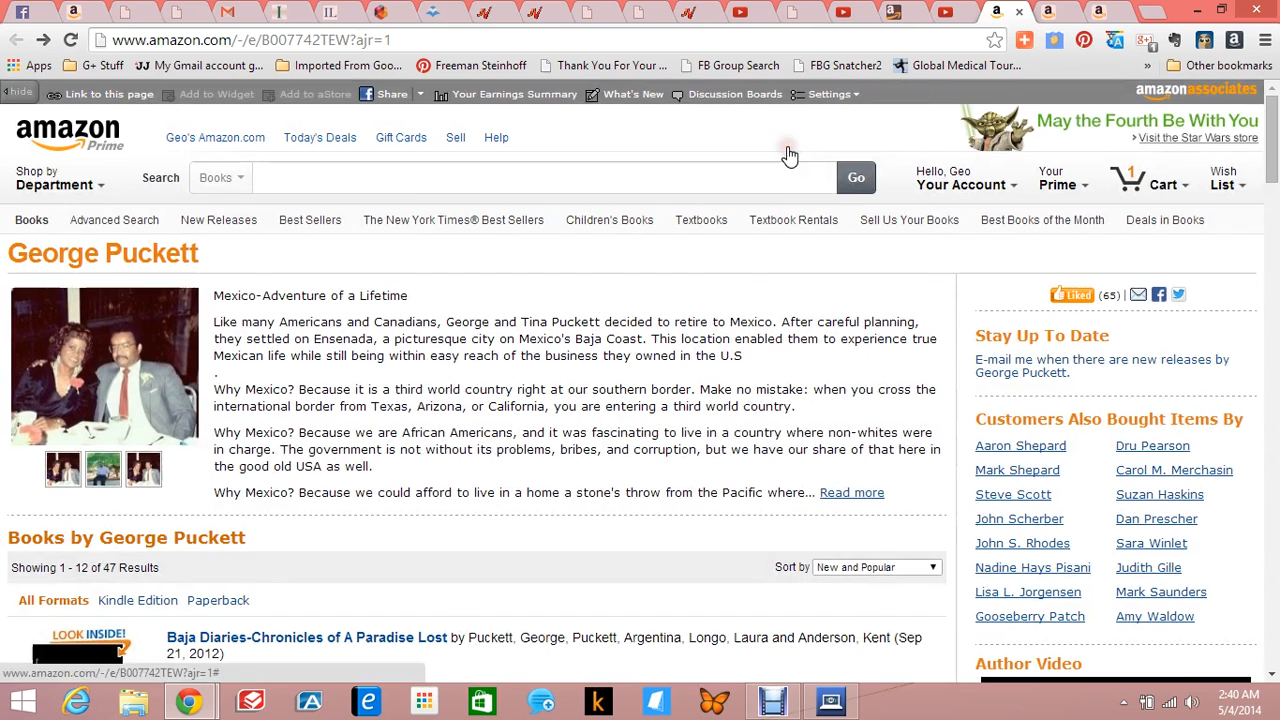 www.amazon.com/-/e/B007742TEW?ajr=1
Apps G+ Stuff My Gmail account g... Imported From Goo... Freeman Steinhoff Thank You For Your ... FB Group Search FBG Snatcher2 Global Medical Tour... » Other bookmarks
hide Link to this page Add to Widget Add to aStore Share Your Earnings Summary What's New Discussion Boards Settings amazonassociates
amazon Prime Geo's Amazon.com Today's Deals Gift Cards Sell Help May the Fourth Be With You
Visit the Star Wars store
Shop by Department Search Books Go Hello, Geo Your Account Your Prime 1 Cart Wish List
Books Advanced Search New Releases Best Sellers The New York Times® Best Sellers Children's Books Textbooks Textbook Rentals Sell Us Your Books Best Books of the Month Deals in Books
George Puckett
Mexico-Adventure of a Lifetime
Like many Americans and Canadians, George and Tina Puckett decided to retire to Mexico. After careful planning,
they settled in Ensenada, a picturesque city on Mexico's Baja Coast. This location enabled them to experience true
Mexican life while still being within easy reach of the business they owned in the U.S
.
Why Mexico? Because it is a third world country right at our southern border. Make no mistake: when you cross the
international border from Texas, Arizona, or California, you are entering a third world country.
Why Mexico? Because we are African Americans, and it was fascinating to live in a country where non-whites were
in charge. The government is not without its problems, bribes, and corruption, but we have our share of that here in
the good old USA as well.
Why Mexico? Because we could afford to live in a home a stone's throw from the Pacific where... Read more
Liked (65) |
Stay Up To Date
E-mail me when there are new releases by
George Puckett.
Customers Also Bought Items By
Aaron Shepard Dru Pearson
Mark Shepard Carol M. Merchasin
Steve Scott Suzan Haskins
John Scherber Dan Prescher
John S. Rhodes Sara Winlet
Nadine Hays Pisani Judith Gille
Lisa L. Jorgensen Mark Saunders
Gooseberry Patch Amy Waldow
Author Video
Books by George Puckett
Showing 1 - 12 of 47 Results Sort by New and Popular
All Formats Kindle Edition Paperback
LOOK INSIDE! Baja Diaries-Chronicles of A Paradise Lost by Puckett, George, Puckett, Argentina, Longo, Laura and Anderson, Kent (Sep
21, 2012)
www.amazon.com/-/e/B007742TEW?ajr=1#
2:40 AM
5/4/2014